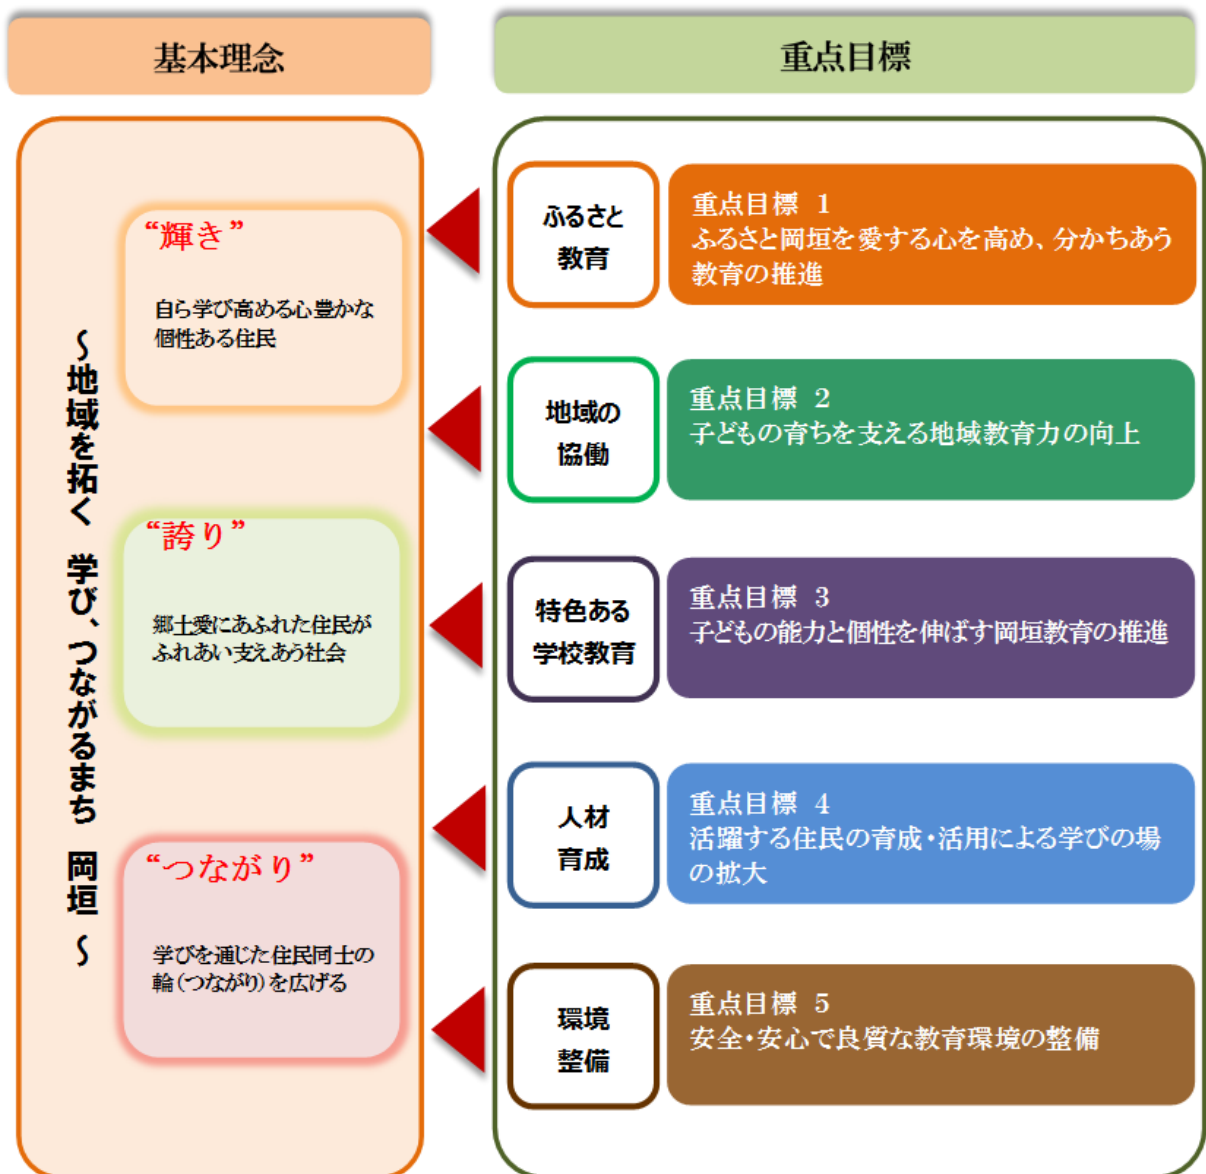 基本理念
～地域を拓く 学び、つながるまち 岡垣～
“輝き”
自ら学び高める心豊かな
個性ある住民
“誇り”
郷土愛にあふれた住民が
ふれあい支えあう社会
“つながり”
学びを通じた住民同士の
輪(つながり)を広げる
重点目標
ふるさと
教育
重点目標 1
ふるさと岡垣を愛する心を高め、分かちあう
教育の推進
地域の
協働
重点目標 2
子どもの育ちを支える地域教育力の向上
特色ある
学校教育
重点目標 3
子どもの能力と個性を伸ばす岡垣教育の推進
人材
育成
重点目標 4
活躍する住民の育成・活用による学びの場
の拡大
環境
整備
重点目標 5
安全・安心で良質な教育環境の整備